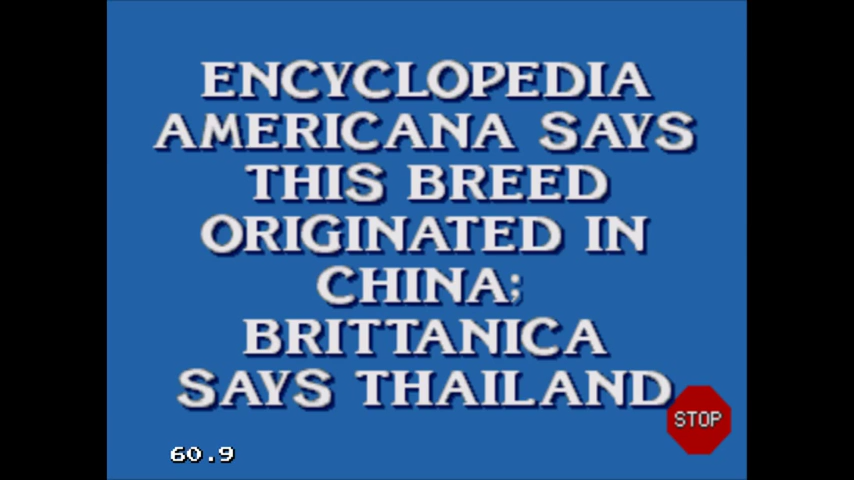 ENCYCLOPEDIA
AMERICANA SAYS
THIS BREED
ORIGINATED IN
CHINA;
BRITTANICA
SAYS THAILAND
STOP
60.9